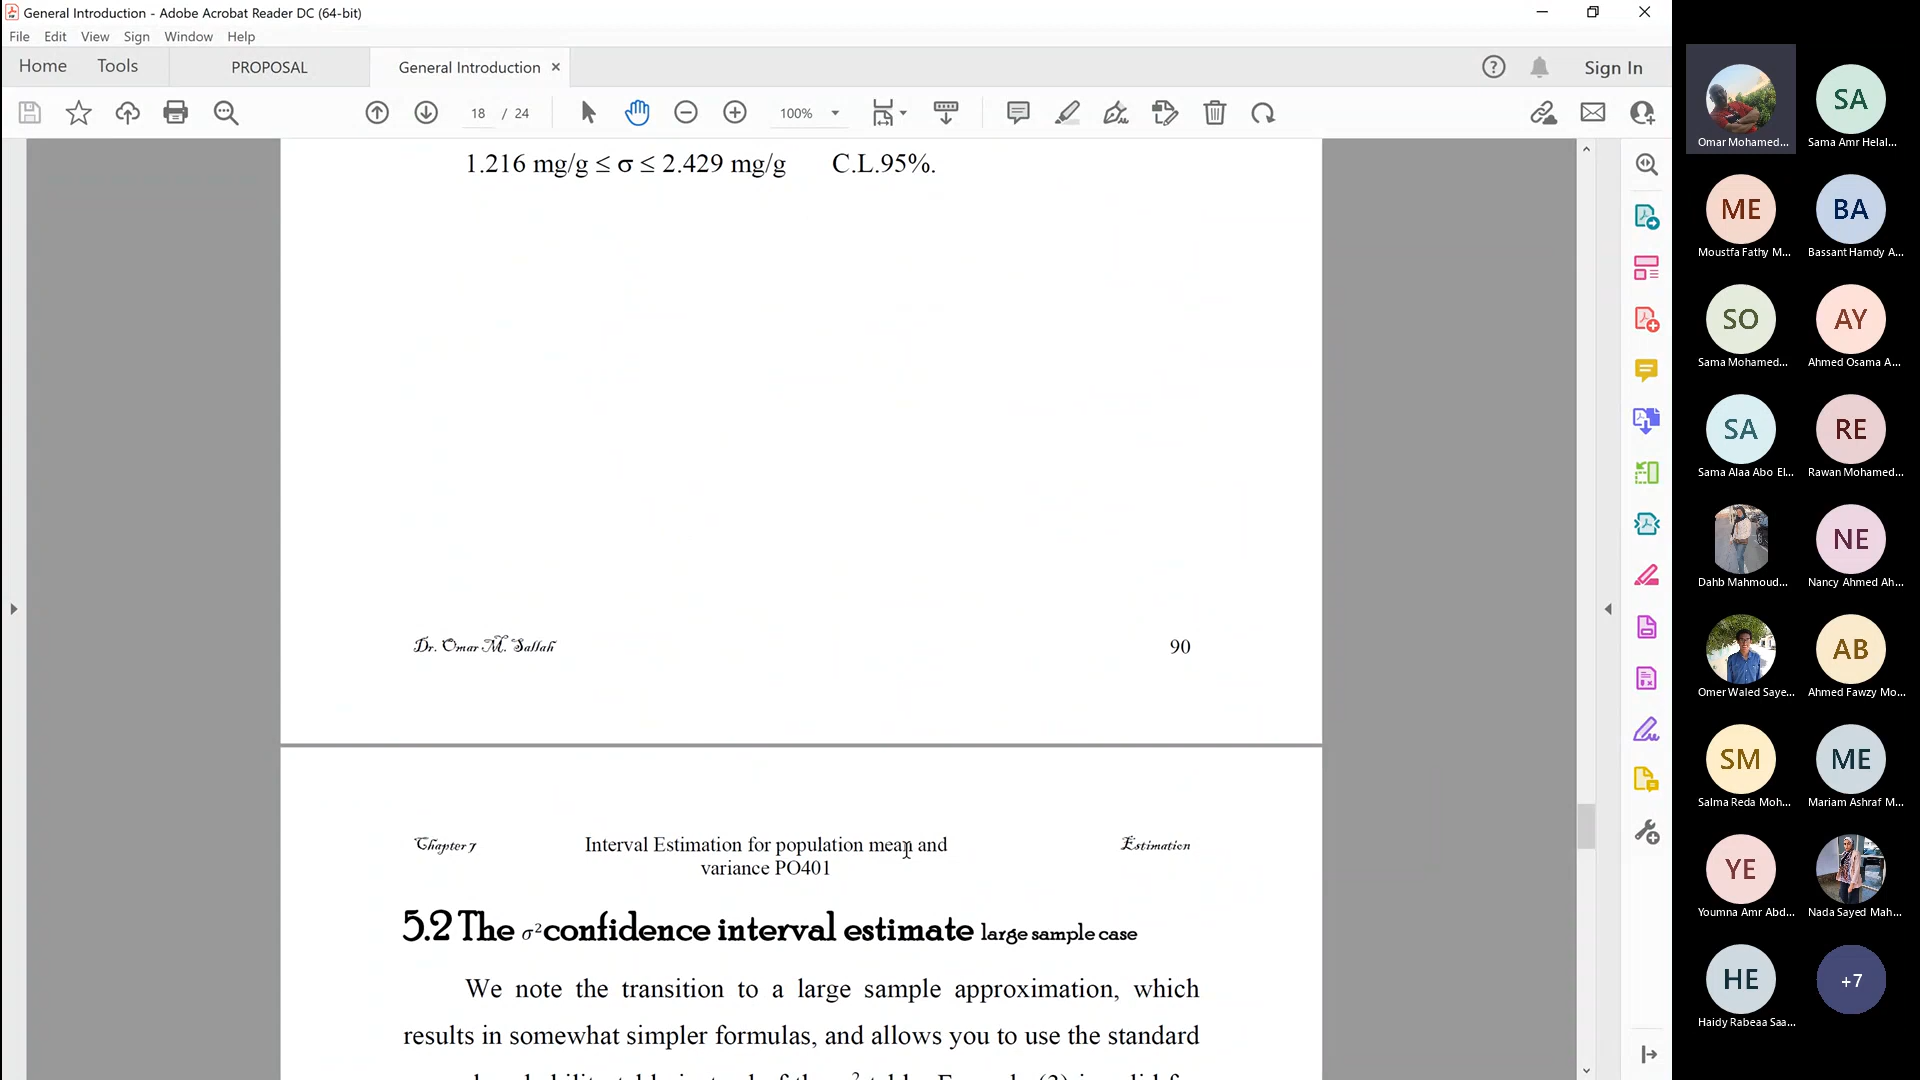 General Introduction - Adobe Acrobat Reader DC (64-bit)
File Edit View Sign Window Help
Home Tools PROPOSAL General Introduction × Sign In
18 / 24 100%
1.216 mg/g ≤ σ ≤ 2.429 mg/g C.L.95%.
Dr. Omar M. Sallah 90
Chapter 7 Interval Estimation for population mean and Estimation
variance PO401
5.2 The σ² confidence interval estimate large sample case
We note the transition to a large sample approximation, which
results in somewhat simpler formulas, and allows you to use the standard
Omar Mohamed...
SA
Sama Amr Helal...
ME
Moustfa Fathy M...
BA
Bassant Hamdy A...
SO
Sama Mohamed...
AY
Ahmed Osama A...
SA
Sama Alaa Abo El...
RE
Rawan Mohamed...
Dahb Mahmoud...
NE
Nancy Ahmed Ah...
Omer Waled Saye...
AB
Ahmed Fawzy Mo...
SM
Salma Reda Moh...
ME
Mariam Ashraf M...
YE
Youmna Amr Abd...
Nada Sayed Mah...
HE
Haidy Rabeaa Saa...
+7